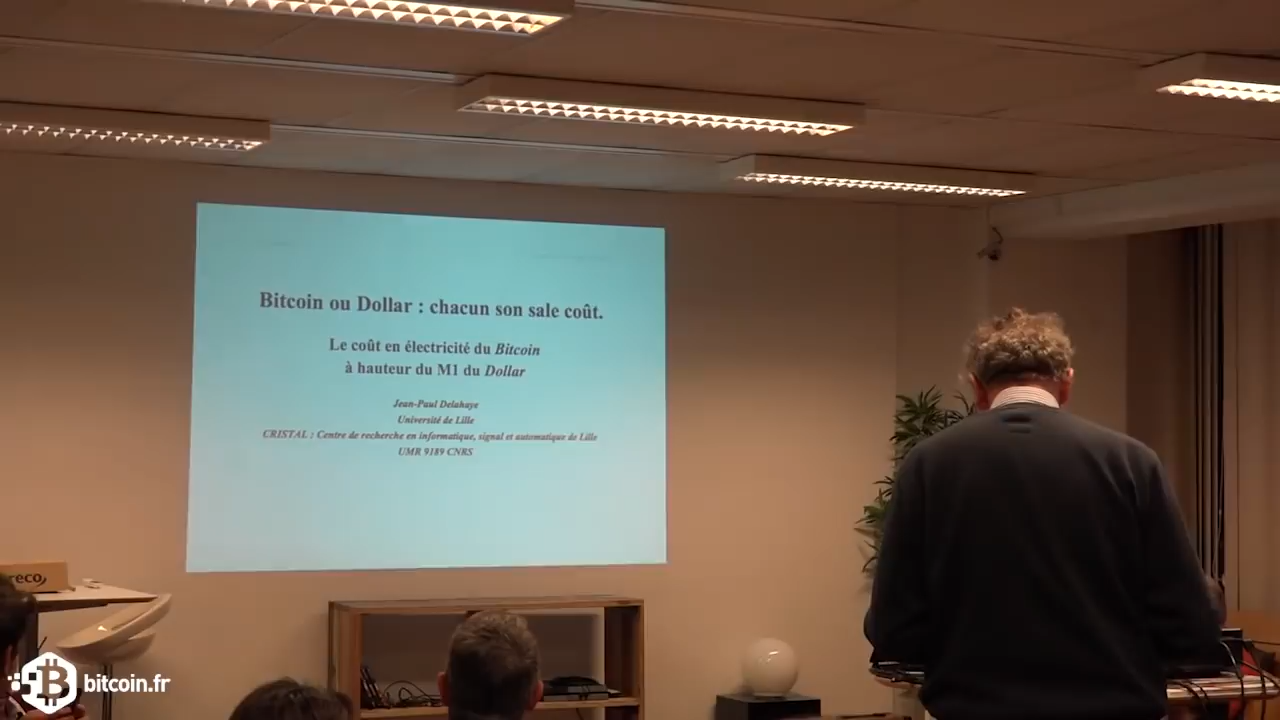 Bitcoin ou Dollar : chacun son sale coût.
Le coût en électricité du Bitcoin
à hauteur du M1 du Dollar
Jean-Paul Delahaye
Université de Lille
CRISTAL : Centre de recherche en informatique, signal et automatique de Lille
UMR 9189 CNRS
reco
bitcoin.fr